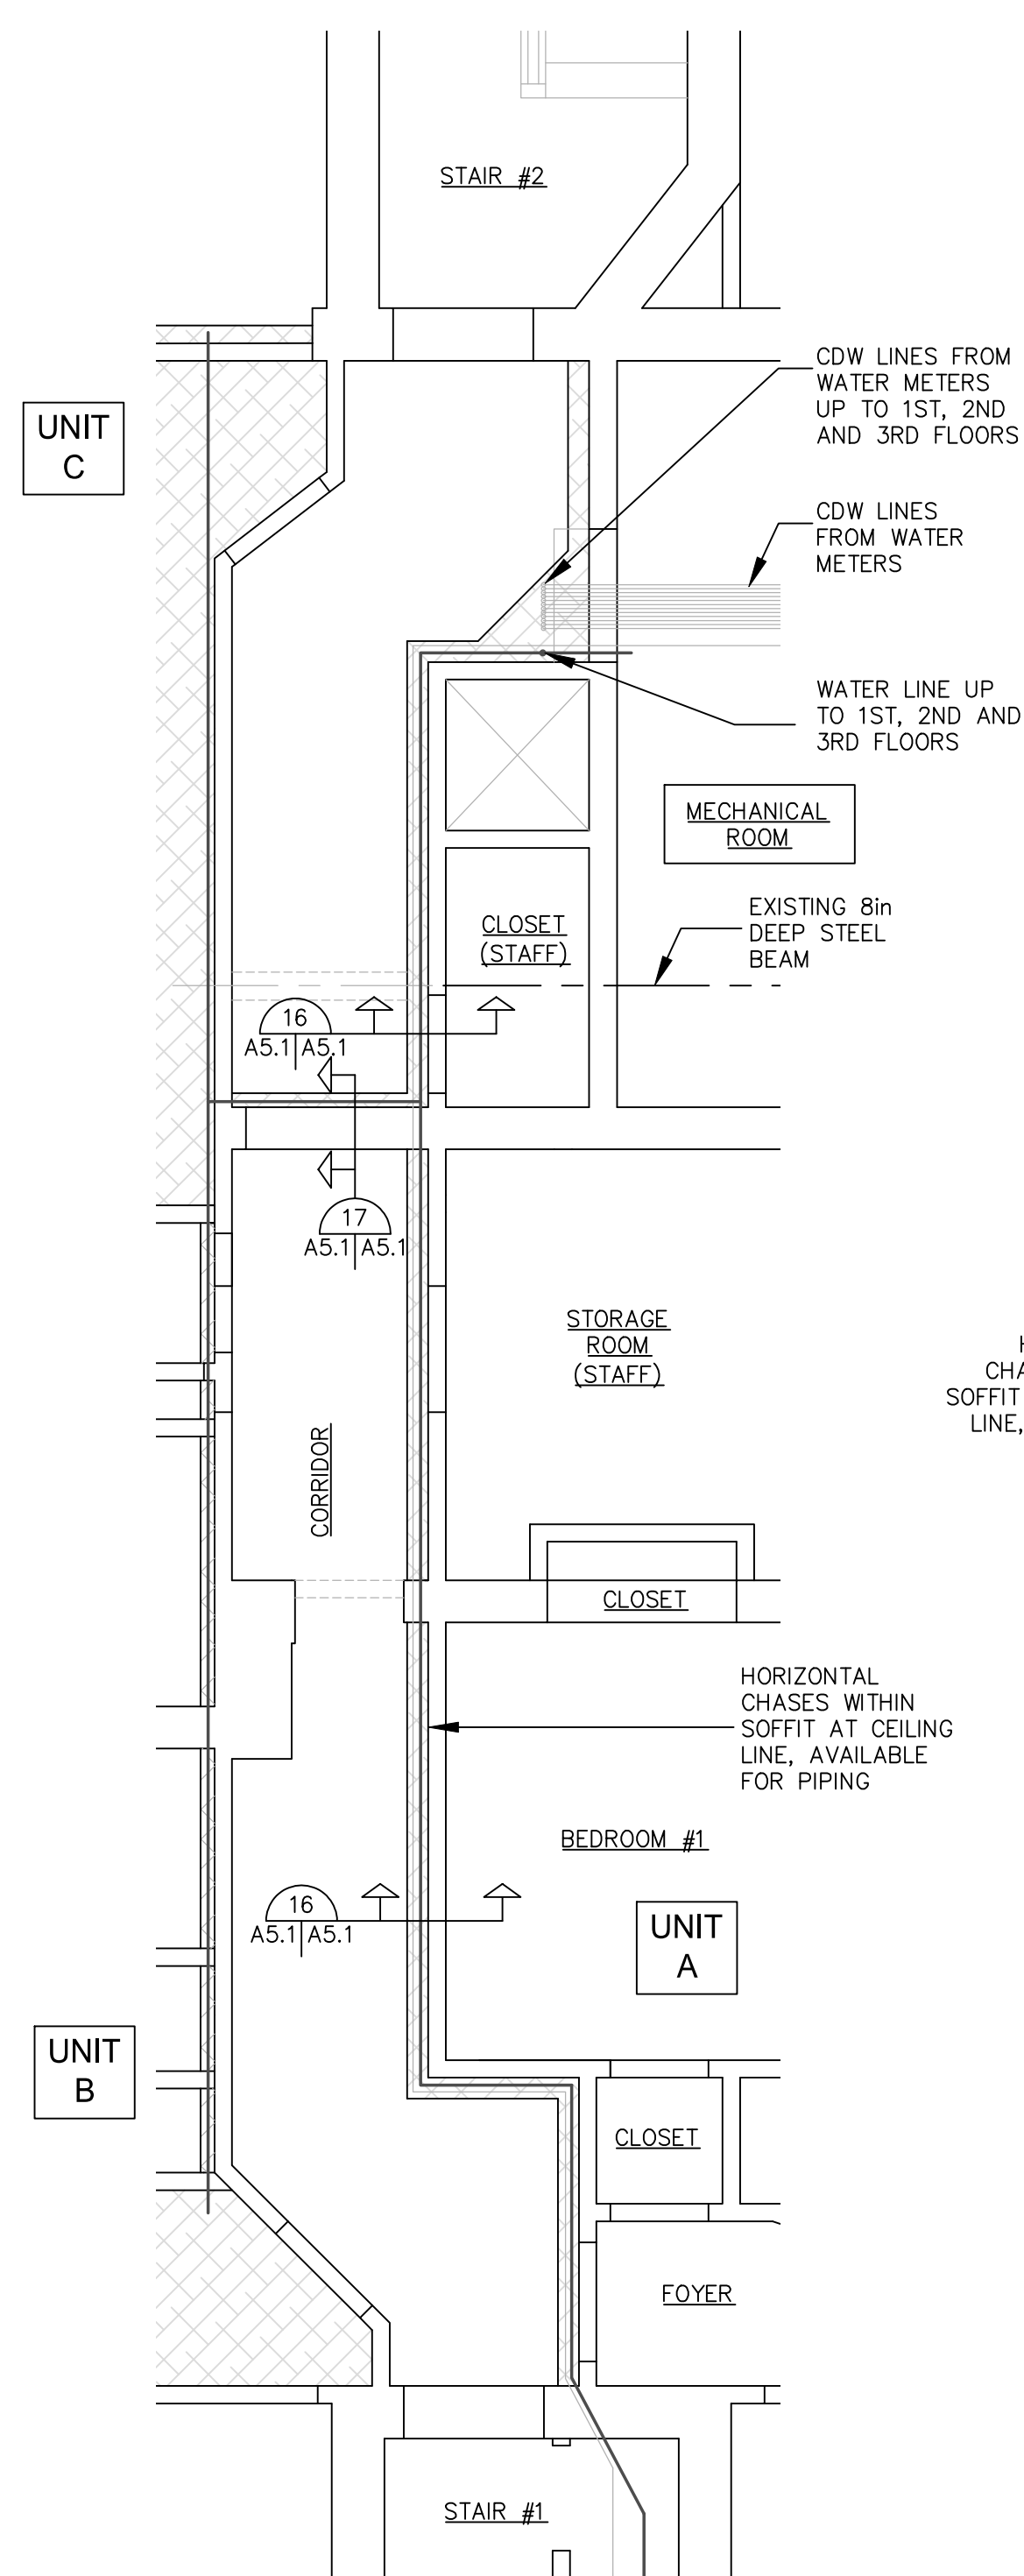 STAIR #2
CDW LINES FROM
WATER METERS
UP TO 1ST, 2ND
AND 3RD FLOORS
UNIT
C
CDW LINES
FROM WATER
METERS
WATER LINE UP
TO 1ST, 2ND AND
3RD FLOORS
MECHANICAL
ROOM
EXISTING 8in
DEEP STEEL
BEAM
CLOSET
(STAFF)
16
A5.1 A5.1
17
A5.1 A5.1
STORAGE
ROOM
(STAFF)
CORRIDOR
SOFFIT
LINE,
CLOSET
HORIZONTAL
CHASES WITHIN
SOFFIT AT CEILING
LINE, AVAILABLE
FOR PIPING
BEDROOM #1
16
A5.1 A5.1
UNIT
A
UNIT
B
CLOSET
FOYER
STAIR #1